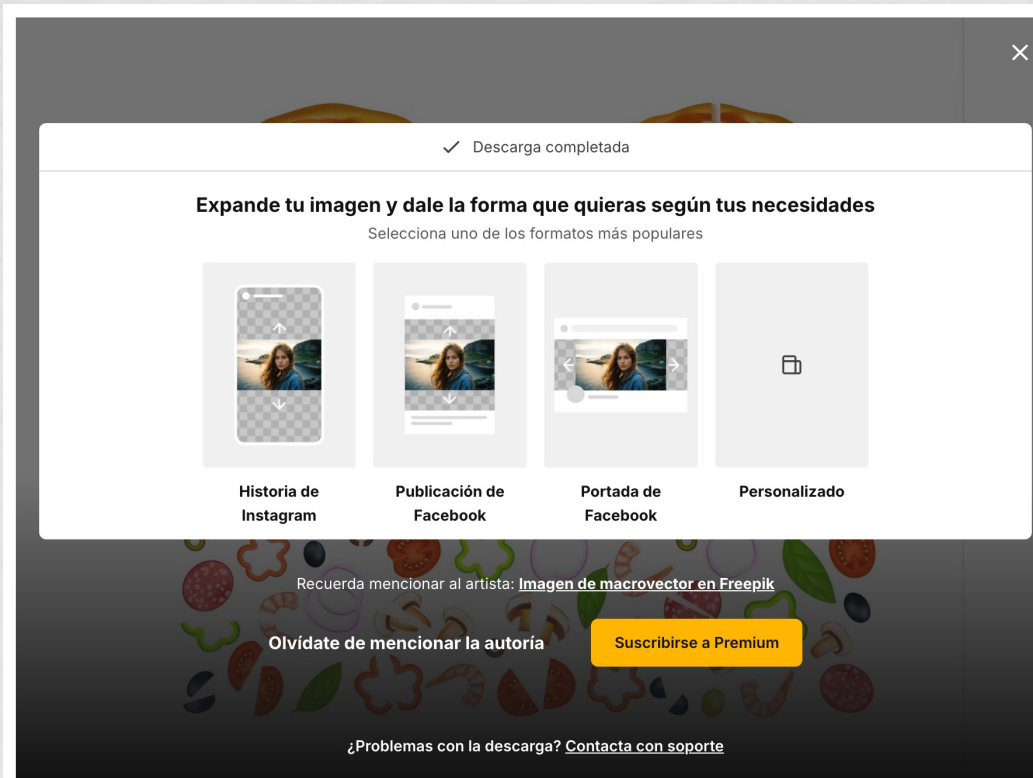 Descarga completada
Expande tu imagen y dale la forma que quieras según tus necesidades
Selecciona uno de los formatos más populares
Historia de
Instagram
Publicación de
Facebook
Portada de
Facebook
Personalizado
Recuerda mencionar al artista: Imagen de macrovector en Freepik
Olvídate de mencionar la autoría
Suscribirse a Premium
¿Problemas con la descarga? Contacta con soporte